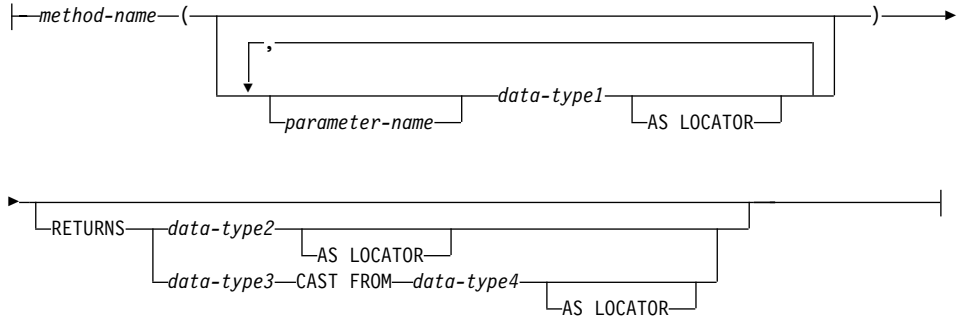 method-name ( )
,
data-type1
parameter-name AS LOCATOR
RETURNS data-type2
AS LOCATOR
data-type3 CAST FROM data-type4
AS LOCATOR